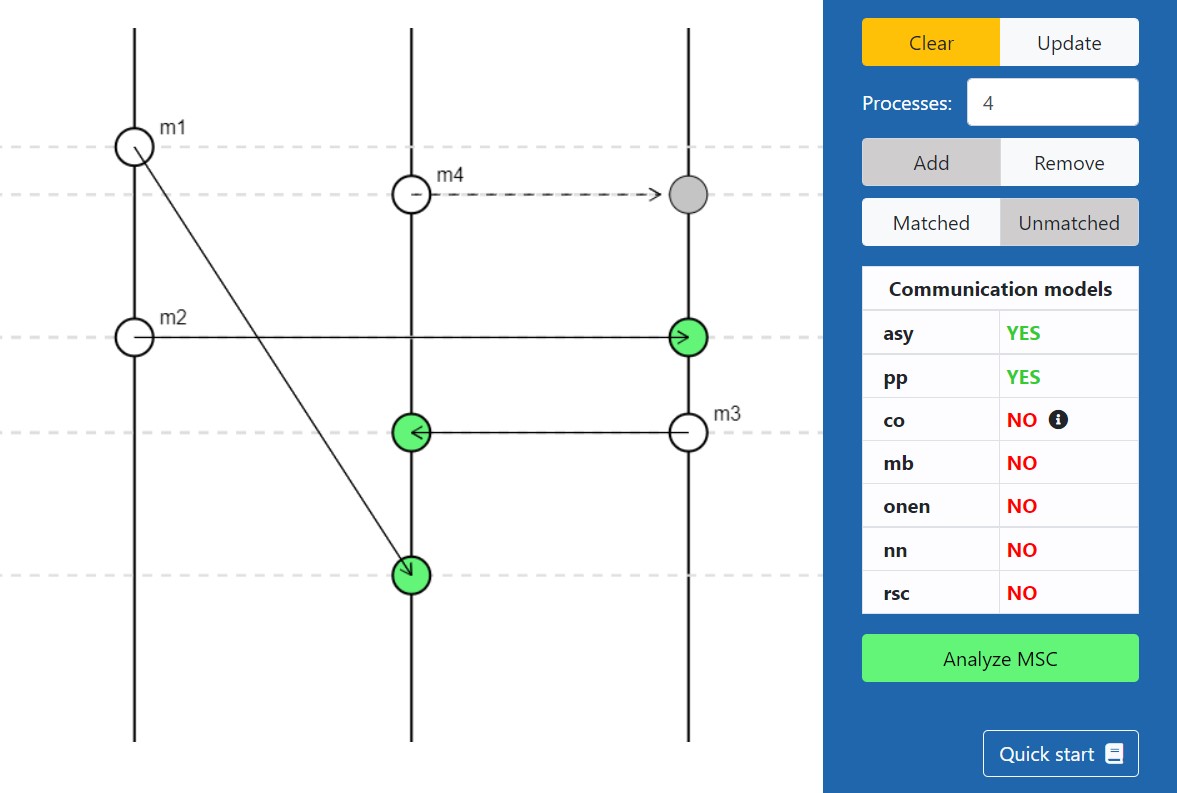 m1
m4
m2
m3
Clear
Update
Processes:
4
Add
Remove
Matched
Unmatched
Communication models
asy YES
pp YES
co NO
mb NO
onen NO
nn NO
rsc NO
Analyze MSC
Quick start